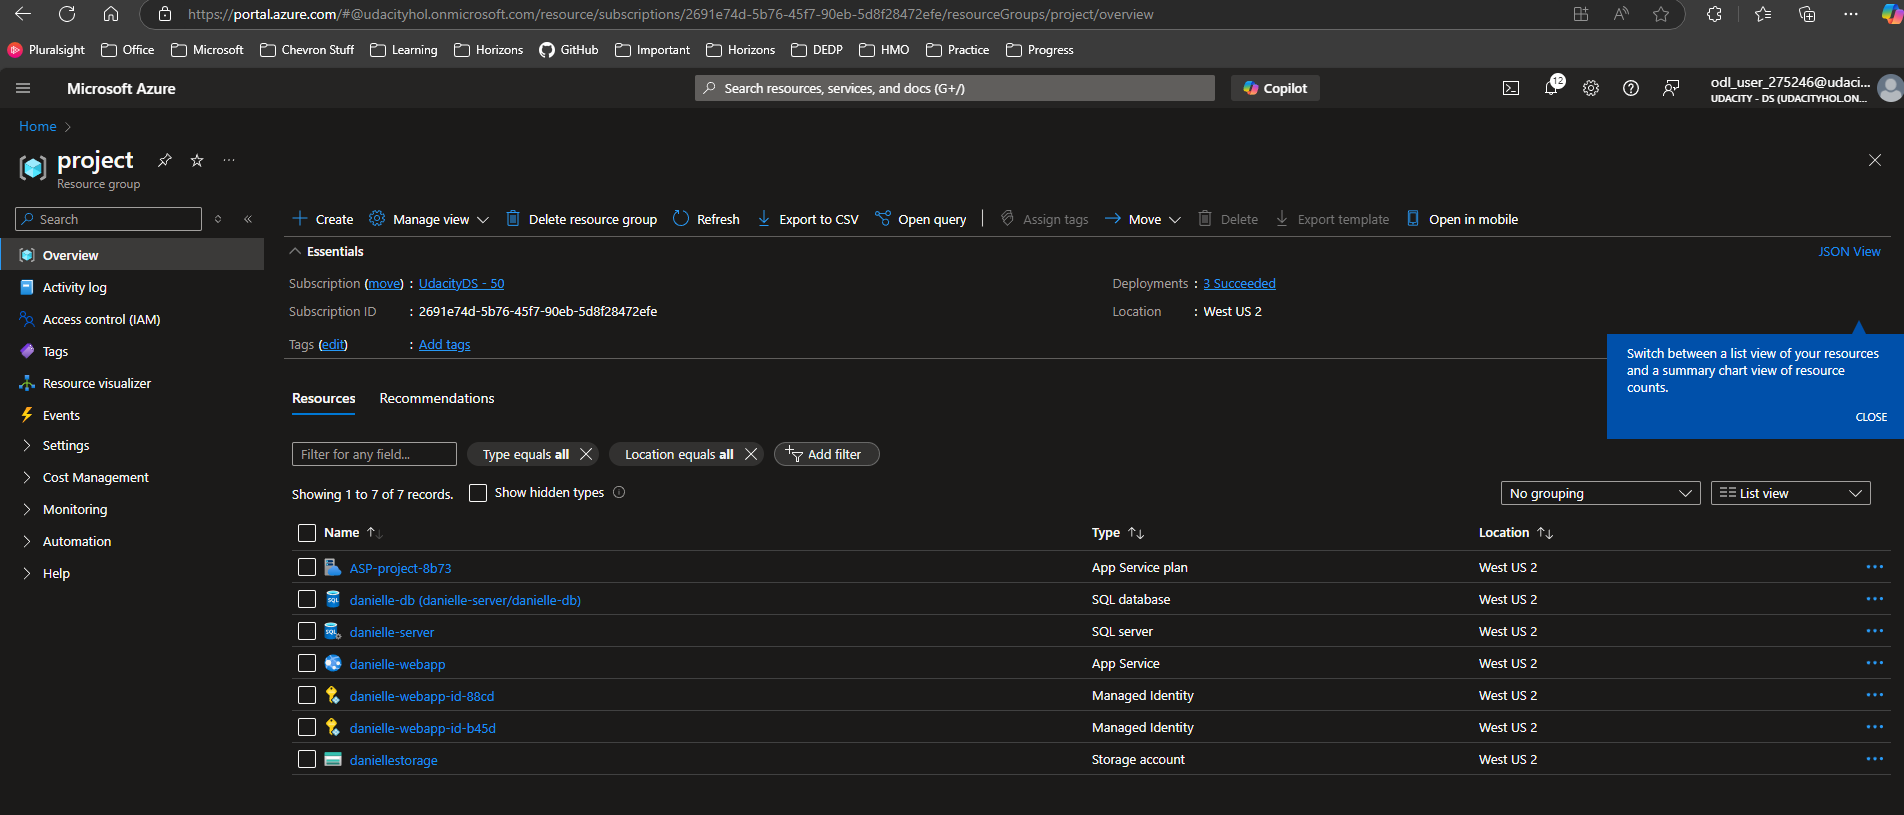 https://portal.azure.com/#@udacityhol.onmicrosoft.com/resource/subscriptions/2691e74d-5b76-45f7-90eb-5d8f28472efe/resourceGroups/project/overview
Pluralsight Office Microsoft Chevron Stuff Learning Horizons GitHub Important Horizons DEDP HMO Practice Progress
Microsoft Azure
Search resources, services, and docs (G+/)
Copilot
12
odl_user_275246@udaci...
UDACITY - DS (UDACITYHOL.ON...
Home
project
Resource group
Search
Create Manage view Delete resource group Refresh Export to CSV Open query Assign tags Move Delete Export template Open in mobile
Overview
Activity log
Access control (IAM)
Tags
Resource visualizer
Events
Settings
Cost Management
Monitoring
Automation
Help
Essentials
JSON View
Subscription (move) : UdacityDS - 50
Deployments : 3 Succeeded
Subscription ID : 2691e74d-5b76-45f7-90eb-5d8f28472efe
Location : West US 2
Tags (edit) : Add tags
Switch between a list view of your resources
and a summary chart view of resource
counts.
CLOSE
Resources Recommendations
Filter for any field... Type equals all Location equals all Add filter
Showing 1 to 7 of 7 records. Show hidden types
No grouping List view
Name Type Location
ASP-project-8b73 App Service plan West US 2
danielle-db (danielle-server/danielle-db) SQL database West US 2
danielle-server SQL server West US 2
danielle-webapp App Service West US 2
danielle-webapp-id-88cd Managed Identity West US 2
danielle-webapp-id-b45d Managed Identity West US 2
daniellestorage Storage account West US 2